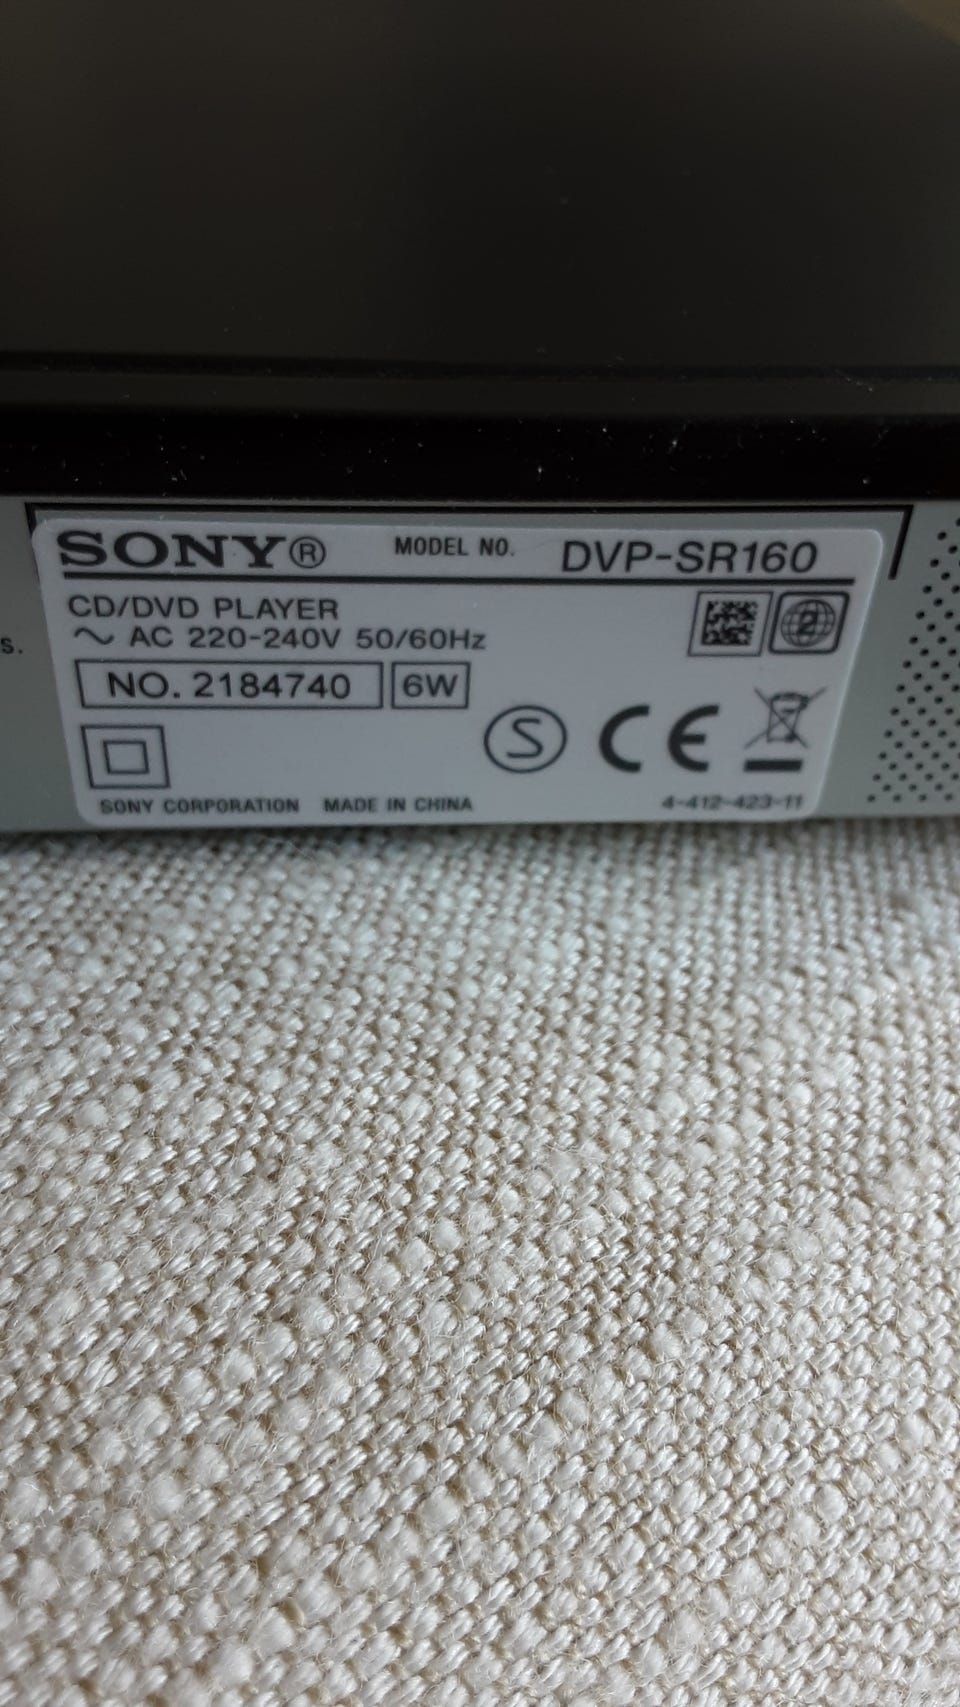 SONY® MODEL NO. DVP-SR160
CD/DVD PLAYER
~ AC 220-240V 50/60Hz
2
s.
NO. 2184740 6W
S CE
SONY CORPORATION MADE IN CHINA 4-412-423-11